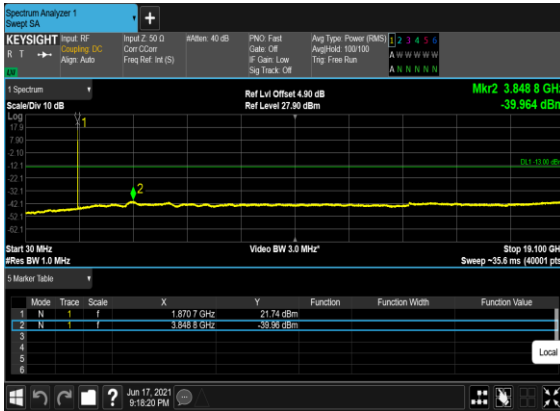 Spectrum Analyzer 1
Swept SA
+
KEYSIGHT Input: RF Input Z: 50 Ω #Atten: 40 dB PNO: Fast Avg Type: Power (RMS) 1 2 3 4 5 6
R T Coupling: DC Corr CCorr Gate: Off Avg|Hold: 100/100 A W W W W W
Align: Auto Freq Ref: Int (S) IF Gain: Low Trig: Free Run
Sig Track: Off A N N N N N
1 Spectrum
Ref Lvl Offset 4.90 dB Mkr2 3.848 8 GHz
Scale/Div 10 dB Ref Level 27.90 dBm -39.964 dBm
Log
17.9
7.90
-2.10
-12.1
-22.1
-32.1
-42.1
-52.1
-62.1
1
DL1 -13.00 dBm
2
Start 30 MHz Video BW 3.0 MHz* Stop 19.100 GHz
#Res BW 1.0 MHz Sweep ~35.6 ms (40001 pts)
5 Marker Table
Mode Trace Scale X Y Function Function Width Function Value
1 N 1 f 1.870 7 GHz 21.74 dBm
2 N 1 f 3.848 8 GHz -39.96 dBm
3
4
5
6
Local
? Jun 17, 2021
9:18:20 PM